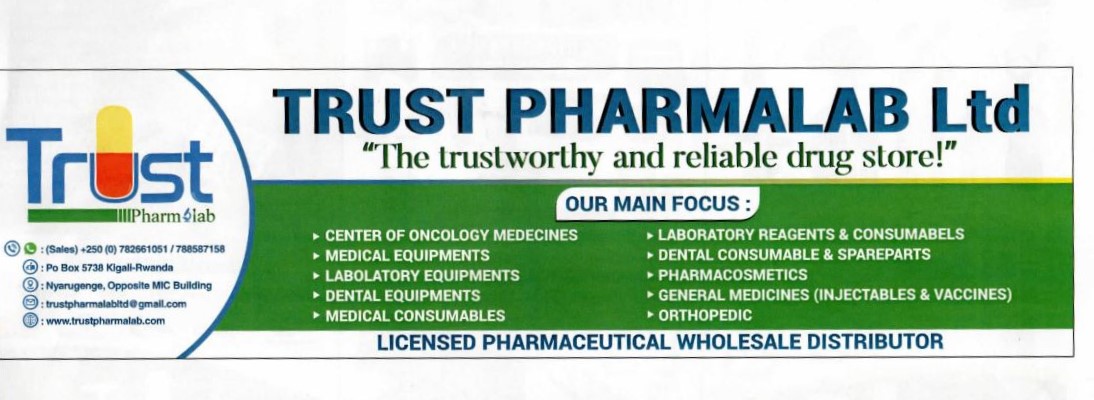 Trust
Pharmalab
: (Sales) +250 (0) 782661051 / 788587158
: Po Box 5738 Kigali-Rwanda
: Nyarugenge, Opposite MIC Building
: trustpharmalabltd@gmail.com
: www.trustpharmalab.com
TRUST PHARMALAB Ltd
"The trustworthy and reliable drug store!"
OUR MAIN FOCUS :
CENTER OF ONCOLOGY MEDECINES
MEDICAL EQUIPMENTS
LABOLATORY EQUIPMENTS
DENTAL EQUIPMENTS
MEDICAL CONSUMABLES
LABORATORY REAGENTS & CONSUMABELS
DENTAL CONSUMABLE & SPAREPARTS
PHARMACOSMETICS
GENERAL MEDICINES (INJECTABLES & VACCINES)
ORTHOPEDIC
LICENSED PHARMACEUTICAL WHOLESALE DISTRIBUTOR